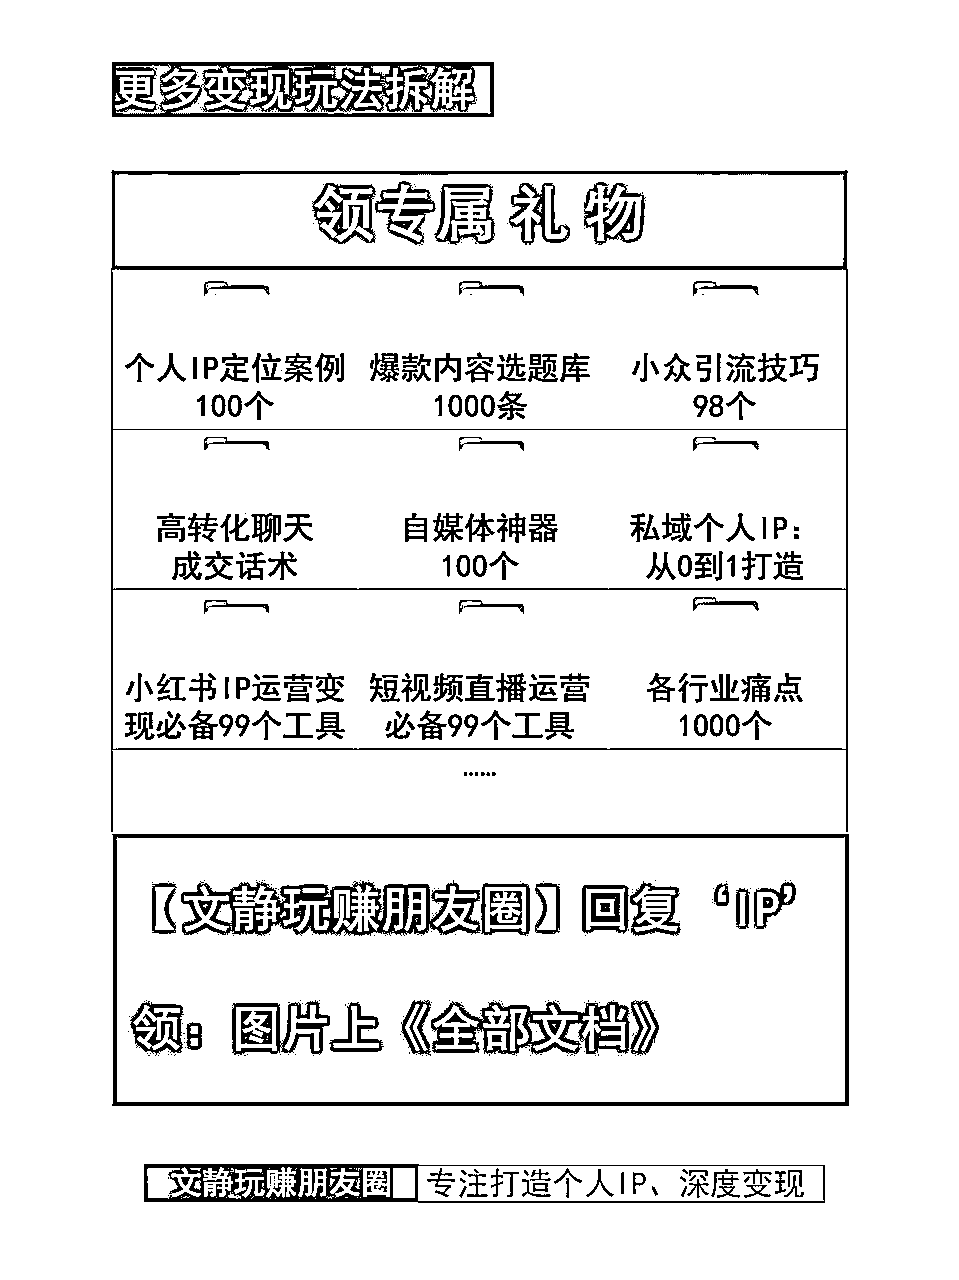 更多变现玩法拆解
领专属礼物
个人IP定位案例
100个
爆款内容选题库
1000条
小众引流技巧
98个
高转化聊天
成交话术
自媒体神器
100个
私域个人IP：
从0到1打造
小红书IP运营变
现必备99个工具
短视频直播运营
必备99个工具
各行业痛点
1000个
……
【文静玩赚朋友圈】回复‘IP’
领：图片上《全部文档》
文静玩赚朋友圈
专注打造个人IP、深度变现